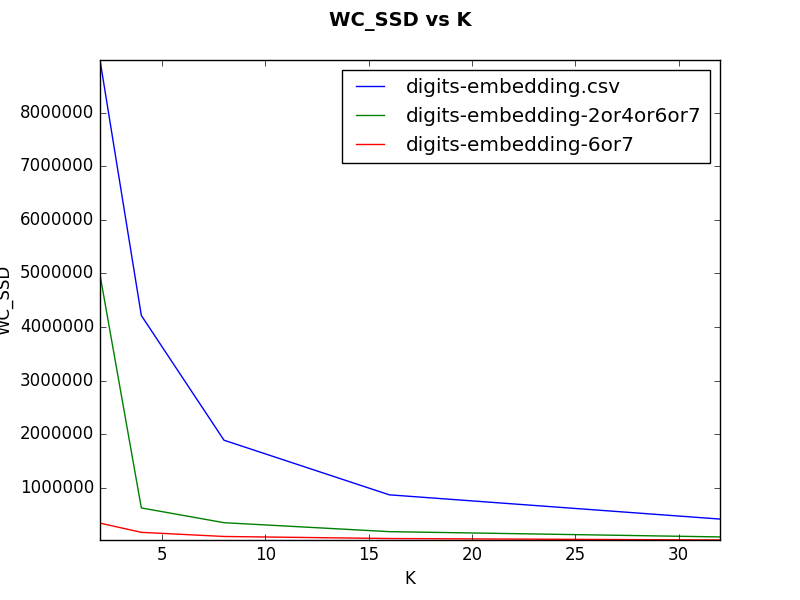 WC_SSD vs K
digits-embedding.csv
digits-embedding-2or4or6or7
digits-embedding-6or7
8000000
7000000
6000000
5000000
4000000
3000000
2000000
1000000
WC_SSD
5 10 15 20 25 30
K